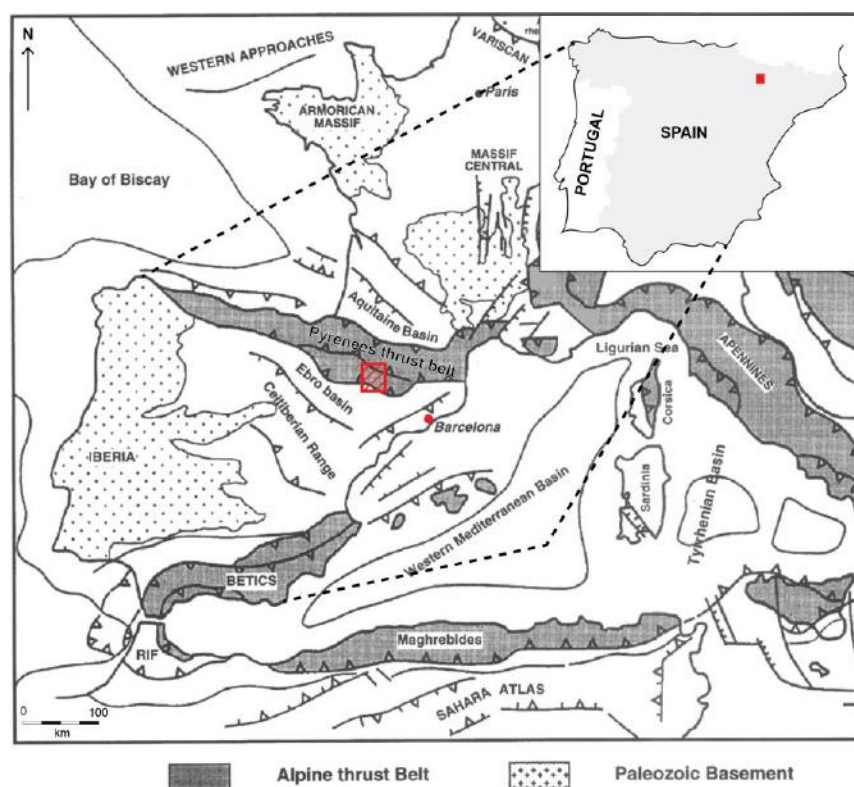 N
WESTERN APPROACHES
VARISCAN
Paris
ARMORICAN
MASSIF
MASSIF
CENTRAL
Bay of Biscay
PORTUGAL
SPAIN
Aquitaine Basin
Pyrenees thrust belt
Ligurian Sea
APENNINES
Ebro basin
Celtiberian Range
Barcelona
Corsica
IBERIA
Sardinia
Tyrrhenian Basin
Western Mediterranean Basin
BETICS
RIF
Maghrebides
SAHARA ATLAS
0 100
km
Alpine thrust Belt
Paleozoic Basement